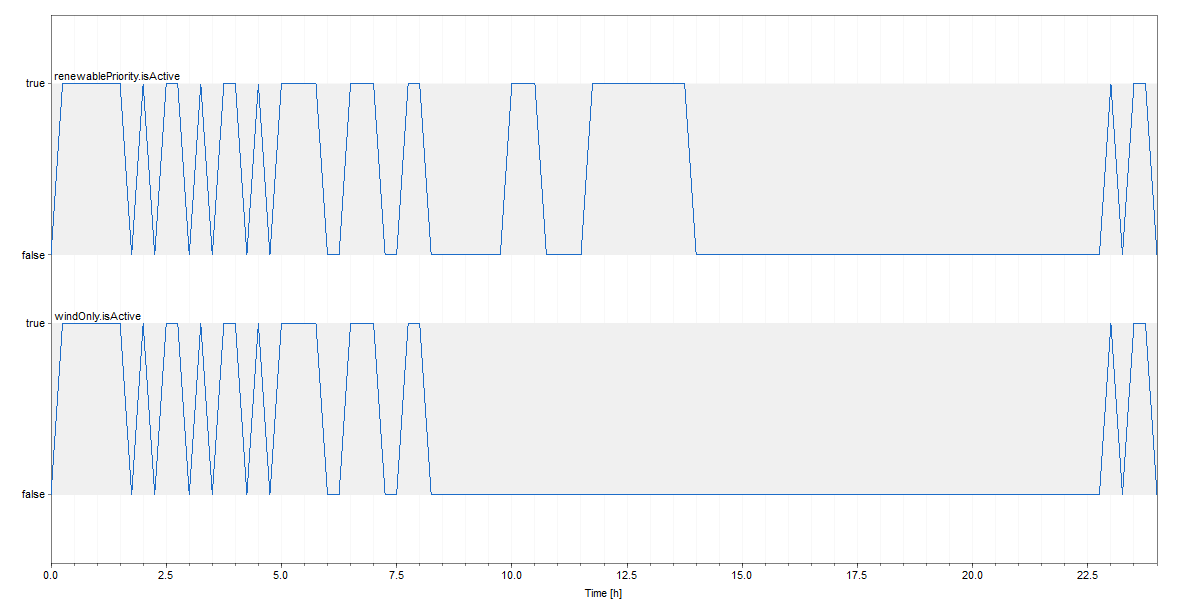 renewablePriority.isActive
true
false
windOnly.isActive
true
false
0.0 2.5 5.0 7.5 10.0 12.5 15.0 17.5 20.0 22.5
Time [h]